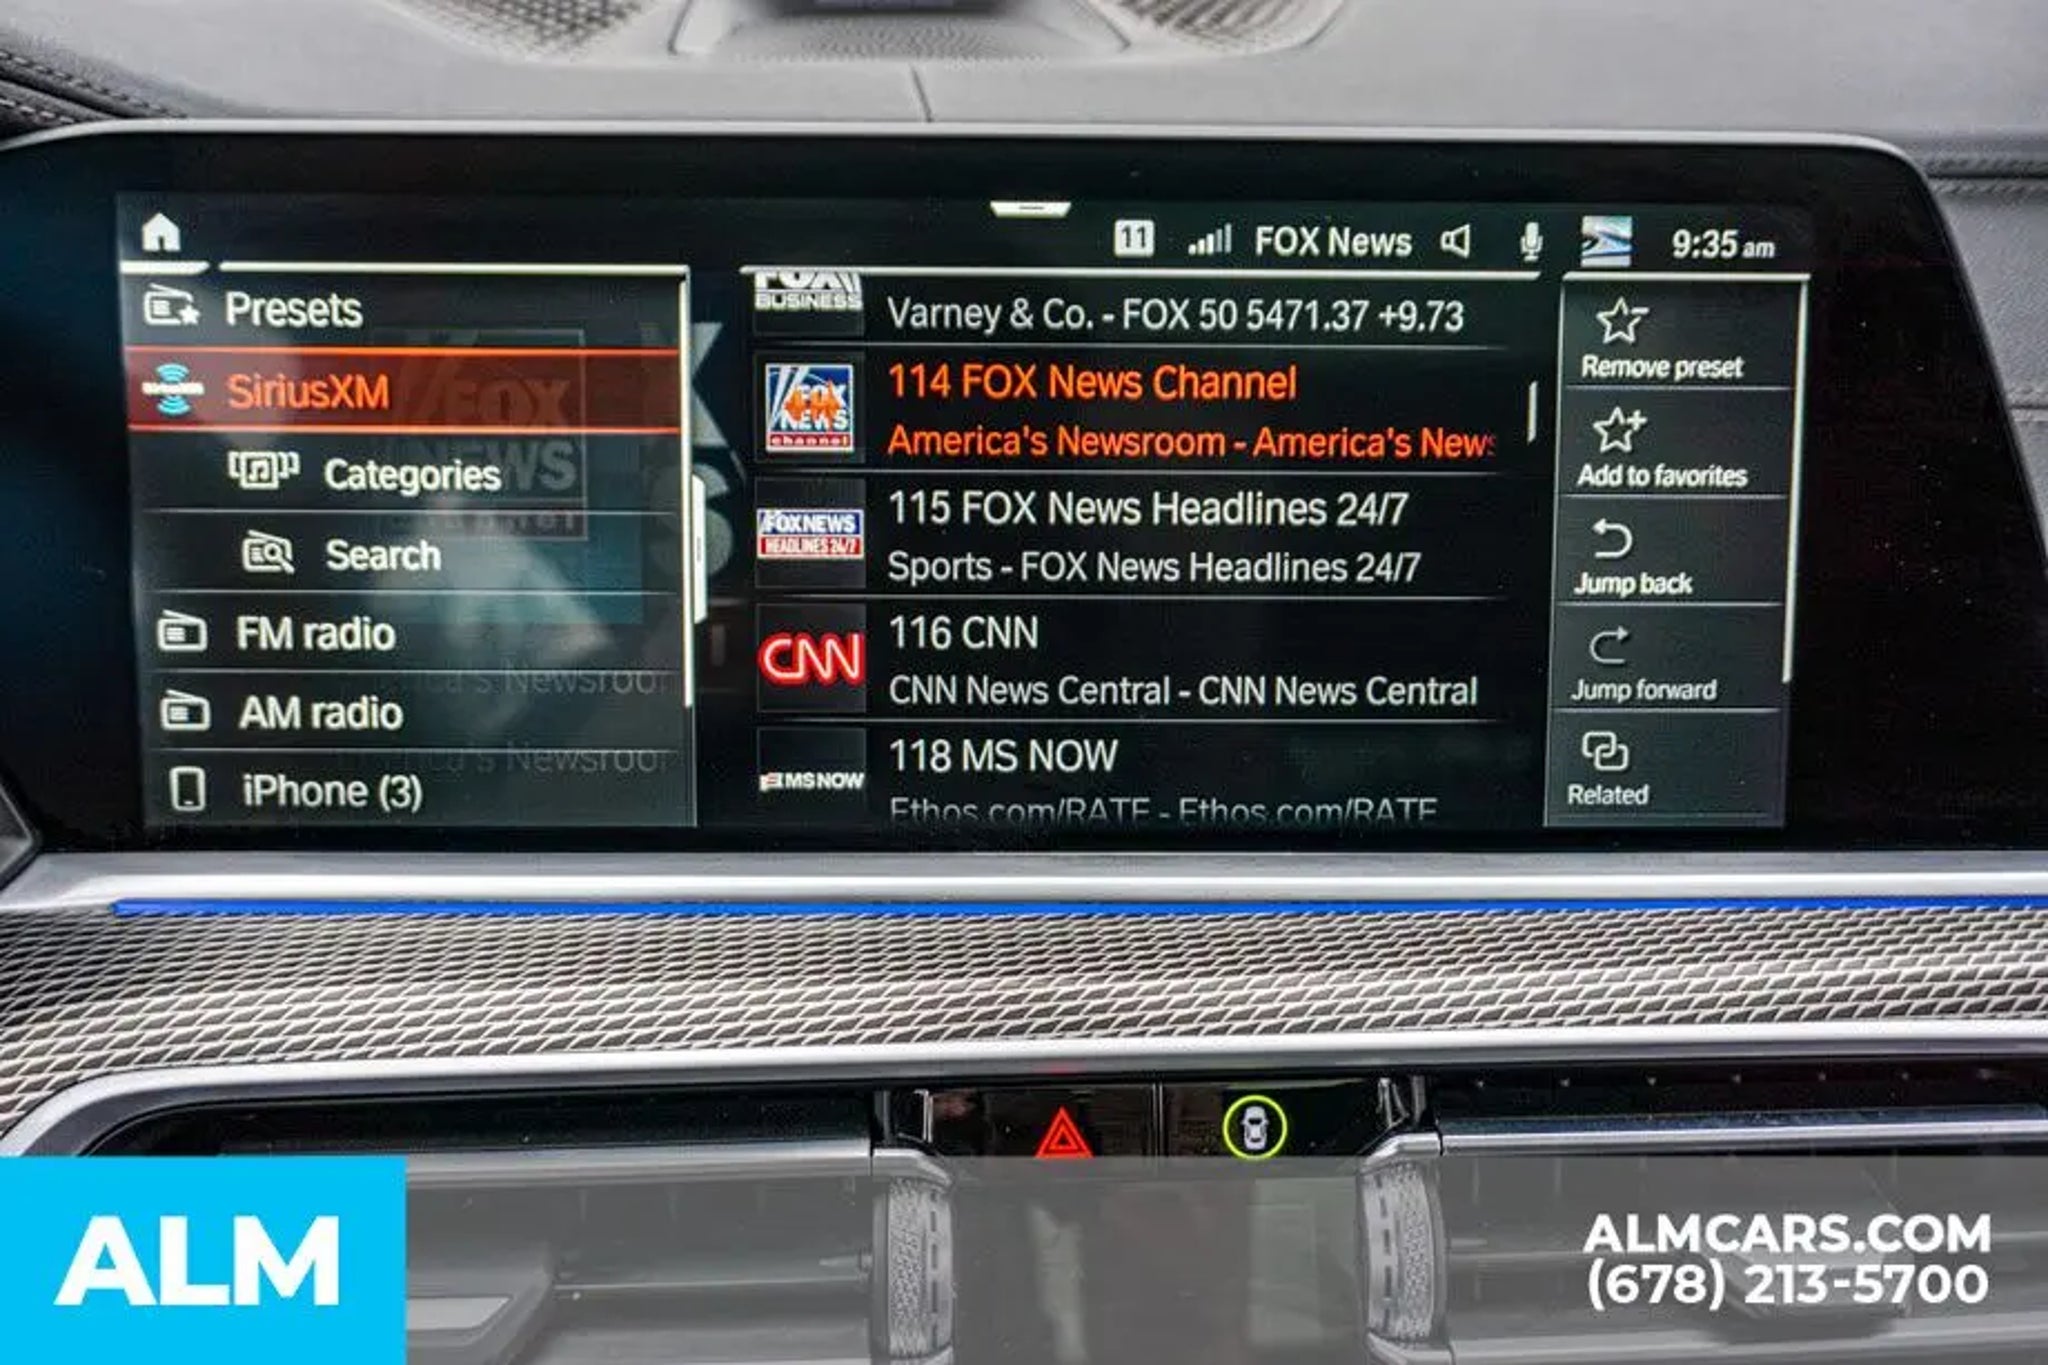 11 FOX News 9:35 am
Presets
SiriusXM
Categories
Search
FM radio
AM radio
iPhone (3)
FOX
BUSINESS
Varney & Co. - FOX 50 5471.37 +9.73
FOX
NEWS
channel
114 FOX News Channel
America's Newsroom - America's News
FOX NEWS
HEADLINES 24/7
115 FOX News Headlines 24/7
Sports - FOX News Headlines 24/7
CNN
116 CNN
CNN News Central - CNN News Central
MS NOW
118 MS NOW
Ethos.com/RATE - Ethos.com/RATE
Remove preset
Add to favorites
Jump back
Jump forward
Related
ALM
ALMCARS.COM
(678) 213-5700